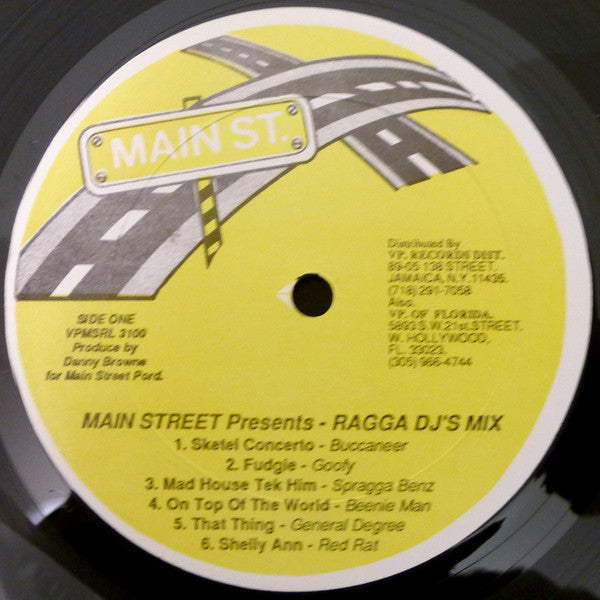 MAIN ST.
Distributed By
VP. RECORDS DIST.
89-05 138 STREET.
JAMAICA, N.Y. 11435.
(718) 291-7058
Also.
VP. OF FLORIDA.
5893 S.W. 21st. STREET.
W. HOLLYWOOD,
FL. 33023.
(305) 966-4744
SIDE ONE
VPMSRL 3100
Produce by
Danny Browne
for Main Street Pord.
MAIN STREET Presents - RAGGA DJ'S MIX
1. Sketel Concerto - Buccaneer
2. Fudgie - Goofy
3. Mad House Tek Him - Spragga Benz
4. On Top Of The World - Beenie Man
5. That Thing - General Degree
6. Shelly Ann - Red Rat